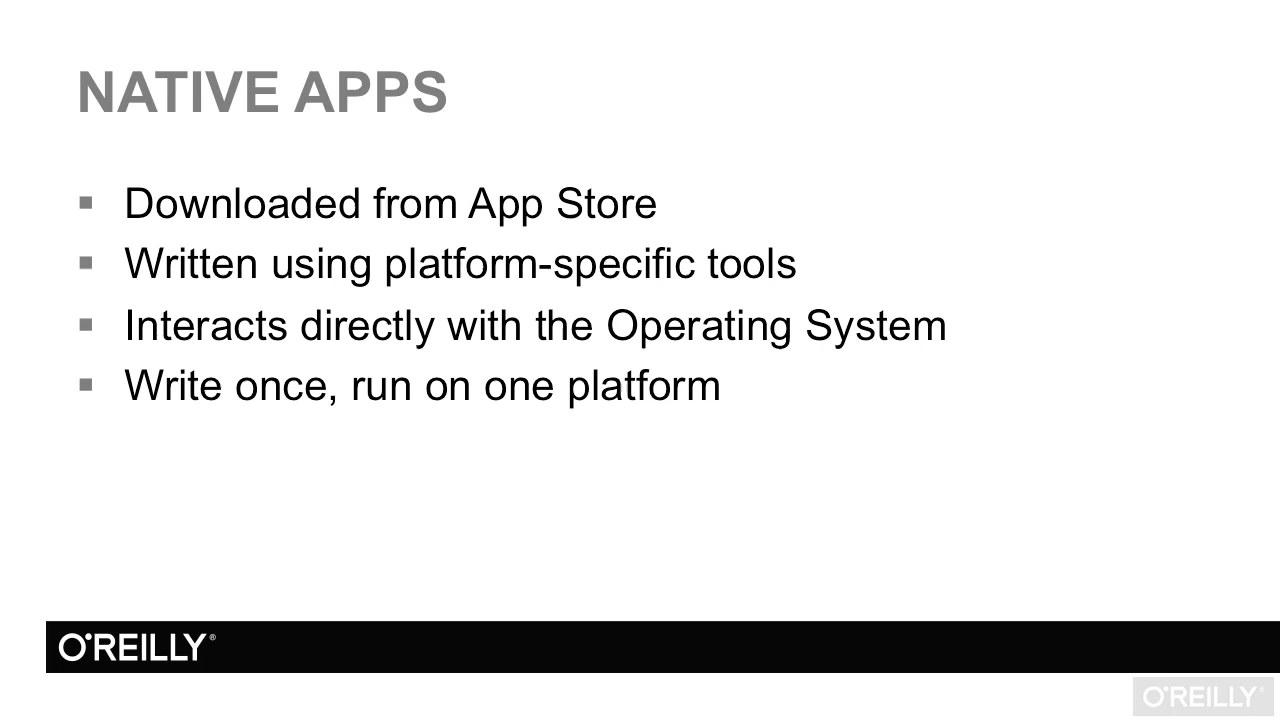 NATIVE APPS
▪ Downloaded from App Store
▪ Written using platform-specific tools
▪ Interacts directly with the Operating System
▪ Write once, run on one platform
O'REILLY®
O'REILLY®